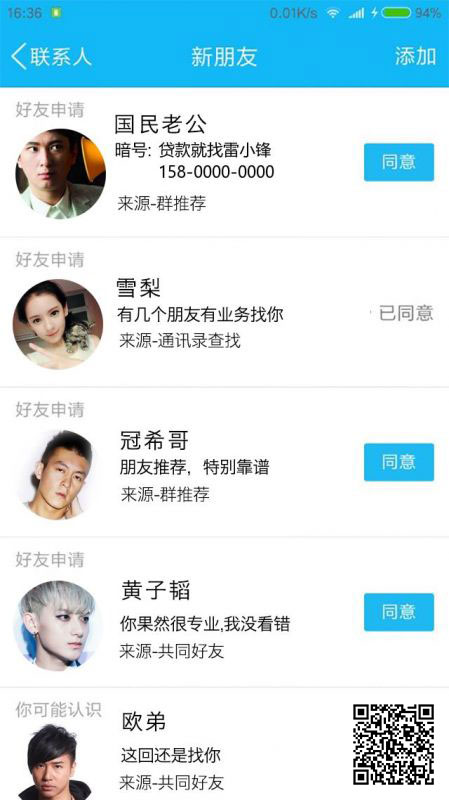 16:36 0.01K/s 94%
联系人 新朋友 添加
好友申请
国民老公
暗号: 贷款就找雷小锋
158-0000-0000
同意
来源-群推荐
好友申请
雪梨
有几个朋友有业务找你
已同意
来源-通讯录查找
好友申请
冠希哥
朋友推荐，特别靠谱
同意
来源-群推荐
好友申请
黄子韬
你果然很专业,我没看错
同意
来源-共同好友
你可能认识
欧弟
这回还是找你
来源-共同好友